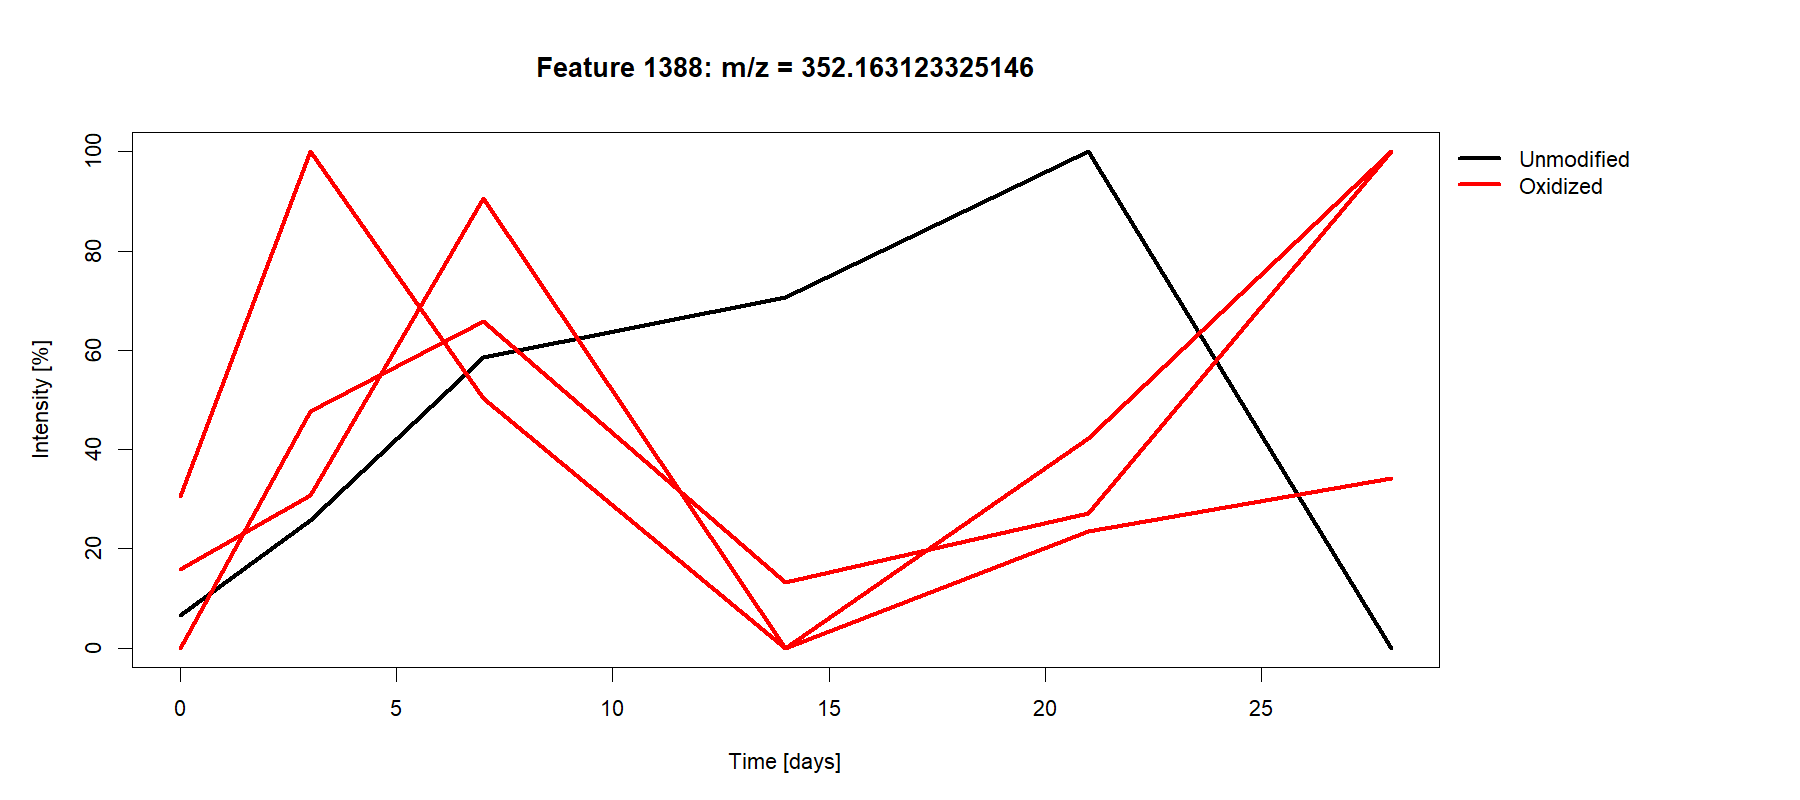 Feature 1388: m/z = 352.163123325146
Unmodified
Oxidized
Intensity [%]
100
80
60
40
20
0
0 5 10 15 20 25
Time [days]